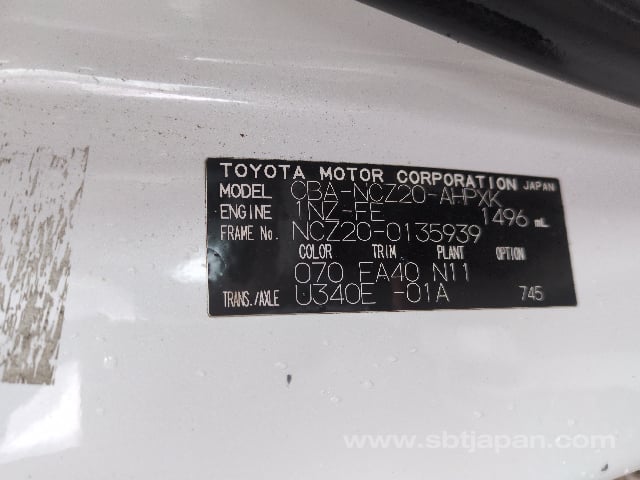 TOYOTA MOTOR CORPORATION JAPAN
MODEL CBA-NCZ20-AHPXK
ENGINE 1NZ-FE 1496 mL
FRAME No. NCZ20-0135939
COLOR TRIM PLANT OPTION
070 FA40 N11
TRANS./AXLE U340E -01A 745
www.sbtjapan.com